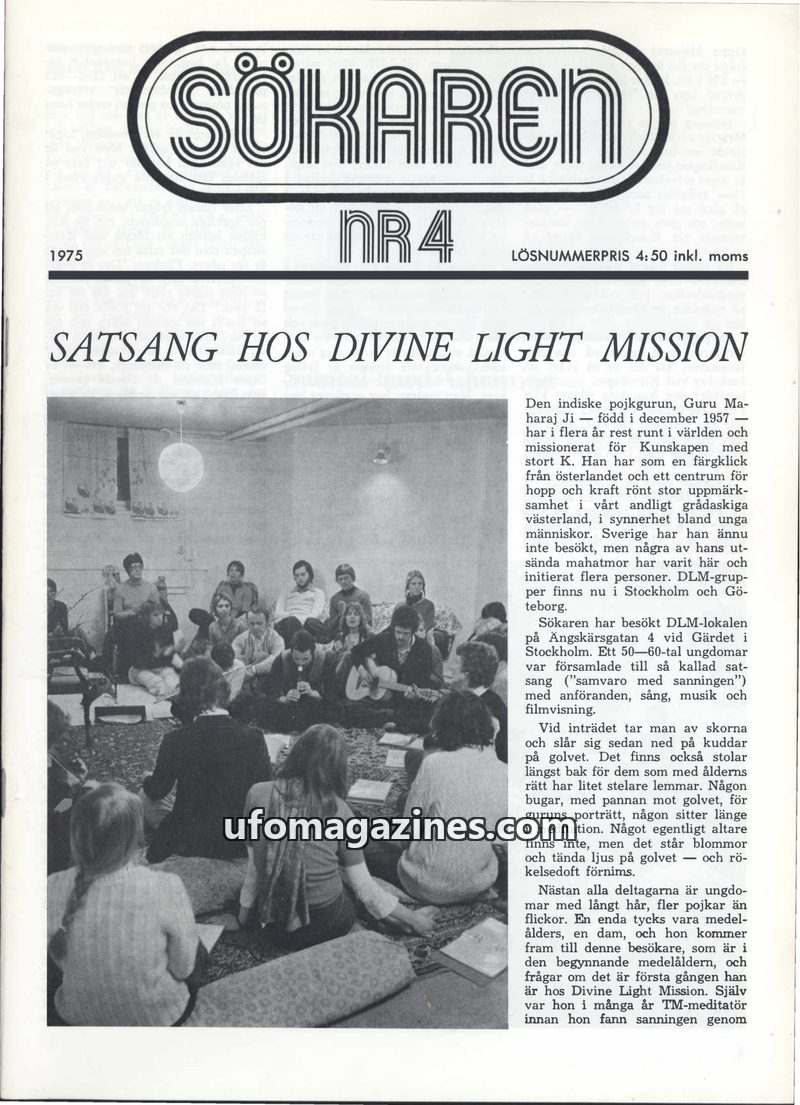 SÖKAREN
NR 4
1975
LÖSNUMMERPRIS 4:50 inkl. moms
SATSANG HOS DIVINE LIGHT MISSION
Den indiske pojkgurun, Guru Ma-
haraj Ji — född i december 1957 —
har i flera år rest runt i världen och
missionerat för Kunskapen med
stort K. Han har som en färgklick
från österlandet och ett centrum för
hopp och kraft rönt stor uppmärk-
samhet i vårt andligt grådaskiga
västerland, i synnerhet bland unga
människor. Sverige har han ännu
inte besökt, men några av hans ut-
sända mahatmor har varit här och
initierat flera personer. DLM-grup-
per finns nu i Stockholm och Gö-
teborg.
Sökaren har besökt DLM-lokalen
på Ängskärsgatan 4 vid Gärdet i
Stockholm. Ett 50—60-tal ungdomar
var församlade till så kallad sat-
sang ("samvaro med sanningen")
med anföranden, sång, musik och
filmvisning.
Vid inträdet tar man av skorna
och slår sig sedan ned på kuddar
på golvet. Det finns också stolar
längst bak för dem som med ålderns
rätt har litet stelare lemmar. Någon
bugar, med pannan mot golvet, för
guruns porträtt, någon sitter länge
Något egentligt altare
finns inte, men det står blommor
och tända ljus på golvet — och rö-
kelsedoft förnims.
Nästan alla deltagarna är ungdo-
mar med långt hår, fler pojkar än
flickor. En enda tycks vara medel-
ålders, en dam, och hon kommer
fram till denne besökare, som är i
den begynnande medelåldern, och
frågar om det är första gången han
är hos Divine Light Mission. Själv
var hon i många år TM-meditatör
innan hon fann sanningen genom
ufomagazines.com